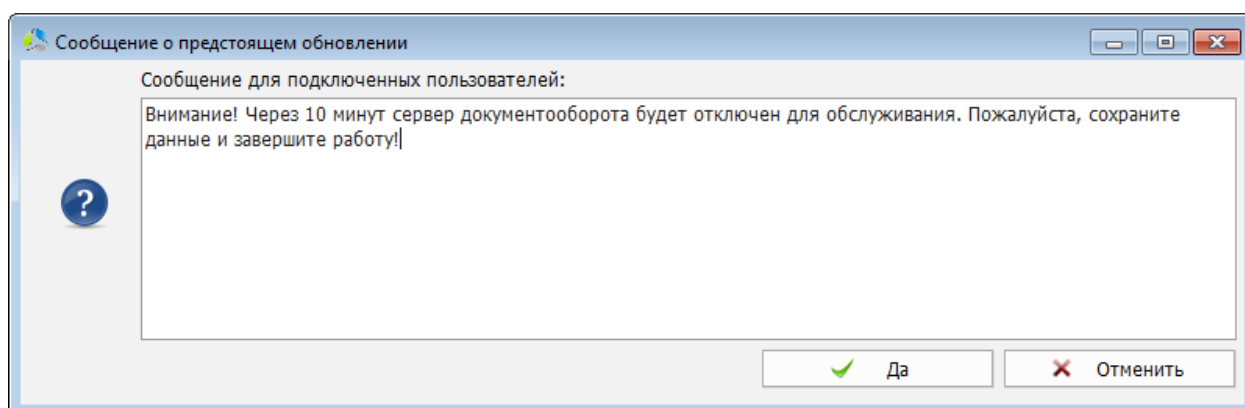 Сообщение о предстоящем обновлении
Сообщение для подключенных пользователей:
Внимание! Через 10 минут сервер документооборота будет отключен для обслуживания. Пожалуйста, сохраните
данные и завершите работу!
Да
Отменить